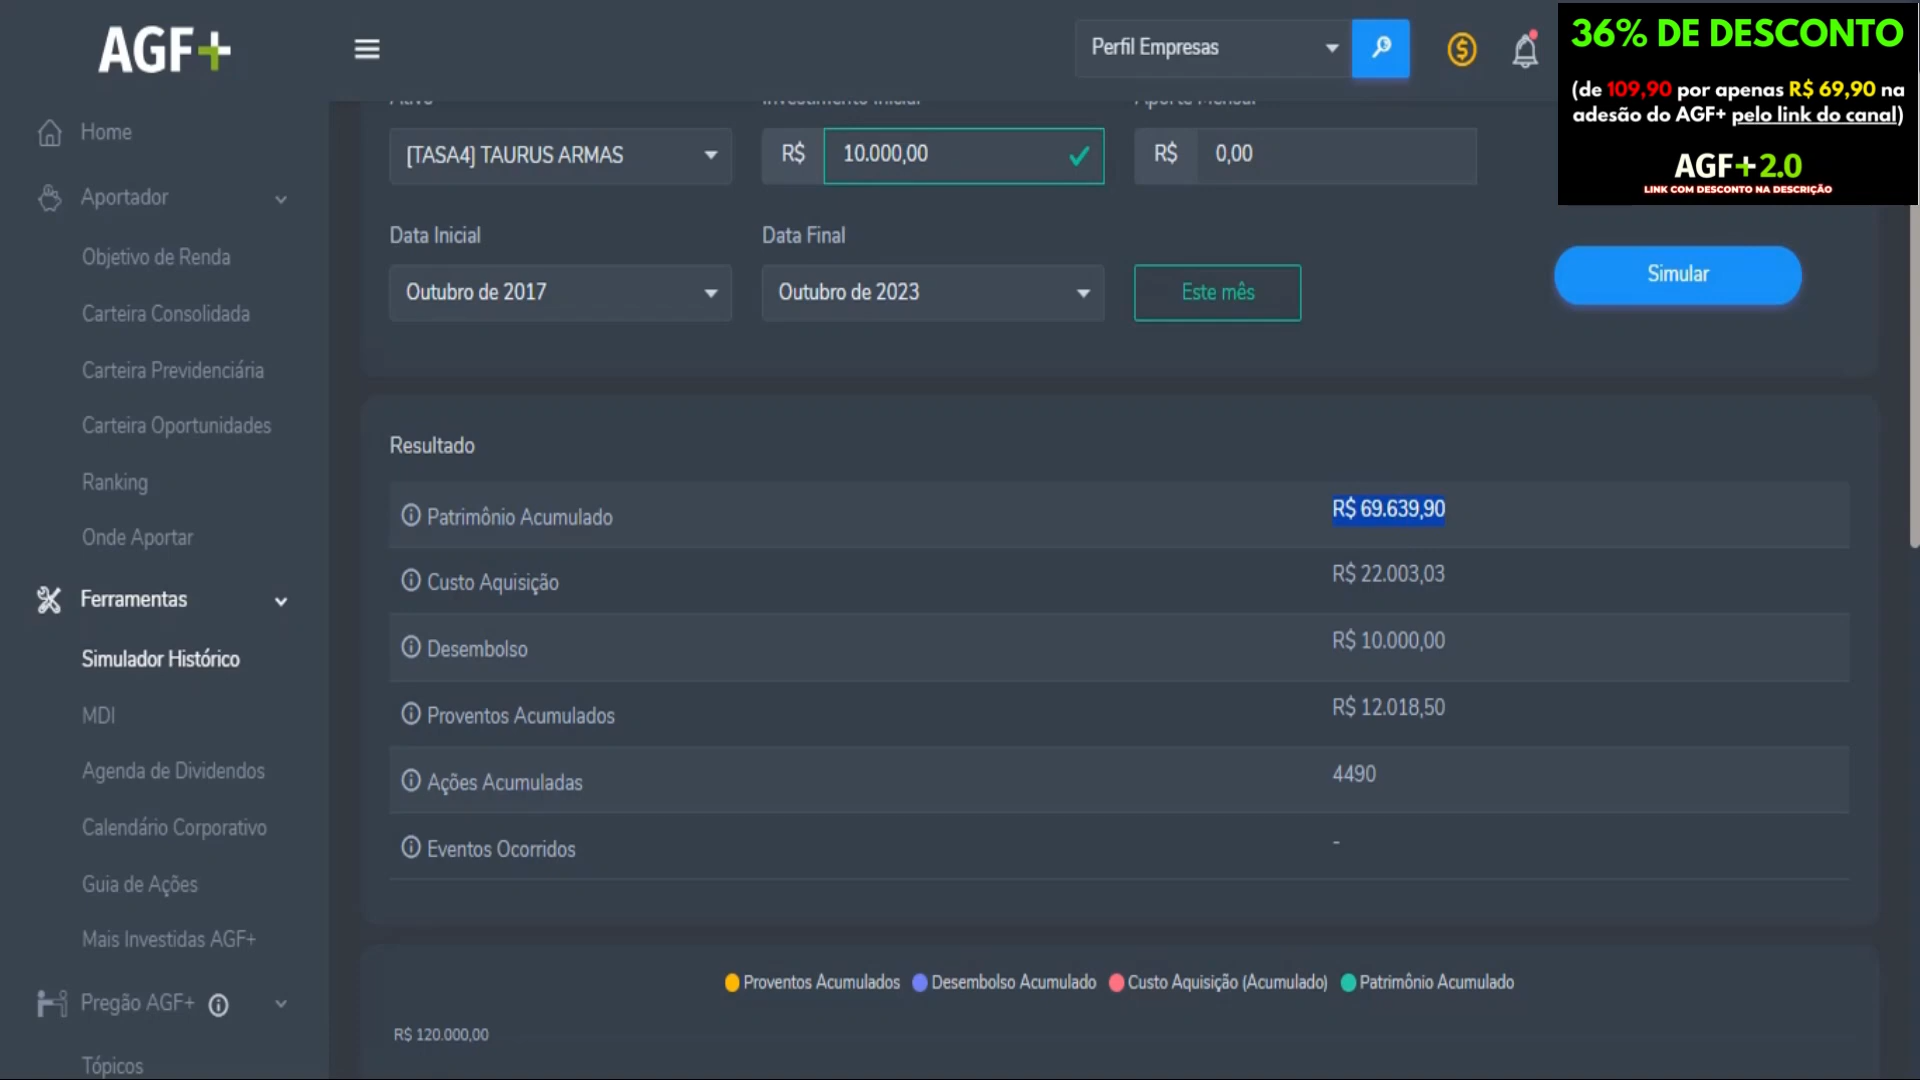 AGF+
Perfil Empresas
36% DE DESCONTO
(de 109,90 por apenas R$ 69,90 na
adesão do AGF+ pelo link do canal)
AGF+2.0
LINK COM DESCONTO NA DESCRIÇÃO
Home
Aportador
Objetivo de Renda
Carteira Consolidada
Carteira Previdenciária
Carteira Oportunidades
Ranking
Onde Aportar
Ferramentas
Simulador Histórico
MDI
Agenda de Dividendos
Calendário Corporativo
Guia de Ações
Mais Investidas AGF+
Pregão AGF+
Tópicos
Ativo Investimento Inicial Aporte Mensal
[TASA4] TAURUS ARMAS R$ 10.000,00 R$ 0,00
Data Inicial Data Final
Outubro de 2017 Outubro de 2023 Este mês Simular
Resultado
Patrimônio Acumulado R$ 69.639,90
Custo Aquisição R$ 22.003,03
Desembolso R$ 10.000,00
Proventos Acumulados R$ 12.018,50
Ações Acumuladas 4490
Eventos Ocorridos -
Proventos Acumulados Desembolso Acumulado Custo Aquisição (Acumulado) Patrimônio Acumulado
R$ 120.000,00